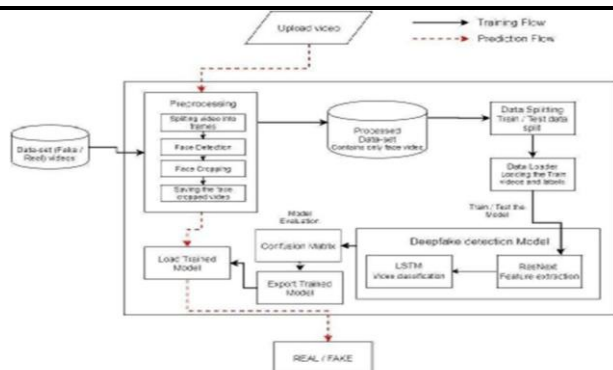 Upload video
Training Flow
Prediction Flow
Preprocessing
Spliting video into
frames
Face Detection
Face Cropping
Saving the face
cropped video
Data-set (Fake /
Real) videos
Processed
Data-set
Contains only face video
Data Splitting
Train / Test data
split
Data Loader
Loading the Train
videos and labels
Train / Test the
Model
Model
Evaluation
Confusion Matrix
Export Trained
Model
Load Trained
Model
Deepfake detection Model
LSTM
Video classification
ResNext
Feature extraction
REAL / FAKE